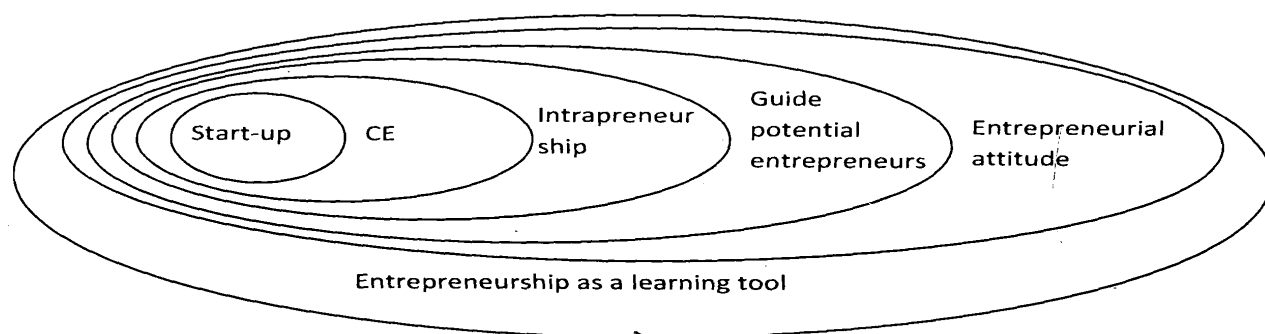 Start-up
CE
Intrapreneur
ship
Guide
potential
entrepreneurs
Entrepreneurial
attitude
Entrepreneurship as a learning tool